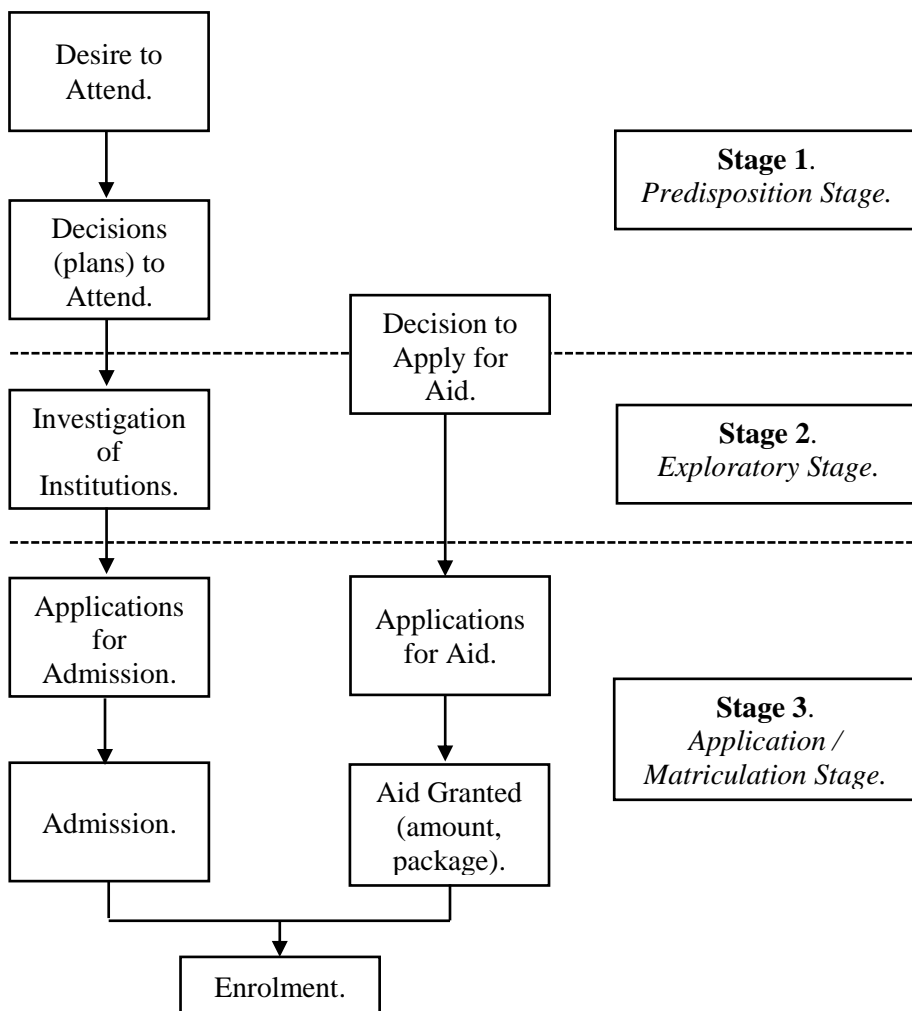 Desire to
Attend.
Stage 1.
Predisposition Stage.
Decisions
(plans) to
Attend.
Decision to
Apply for
Aid.
Investigation
of
Institutions.
Stage 2.
Exploratory Stage.
Applications
for
Admission.
Applications
for Aid.
Stage 3.
Application /
Matriculation Stage.
Admission.
Aid Granted
(amount,
package).
Enrolment.